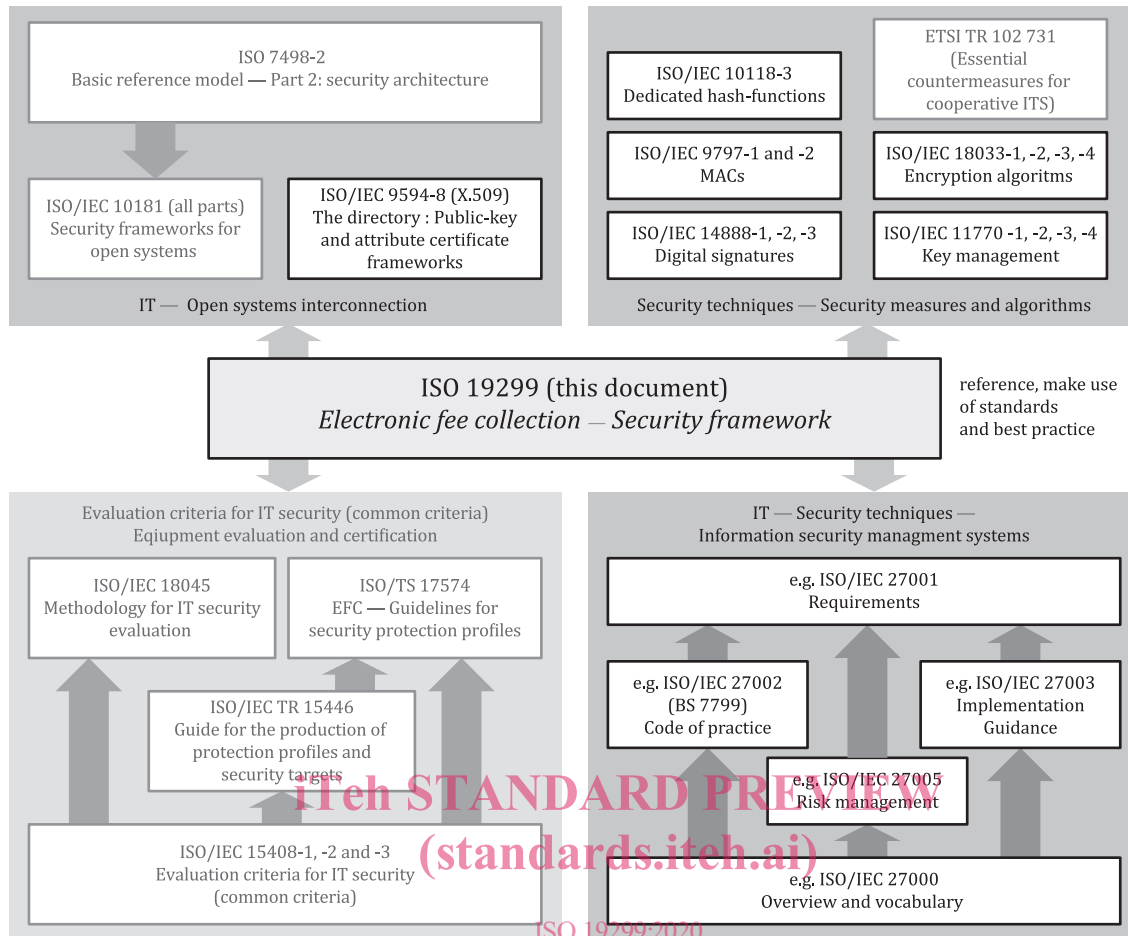 ISO 7498-2
Basic reference model — Part 2: security architecture
ISO/IEC 10181 (all parts)
Security frameworks for
open systems
ISO/IEC 9594-8 (X.509)
The directory : Public-key
and attribute certificate
frameworks
IT — Open systems interconnection
ISO/IEC 10118-3
Dedicated hash-functions
ETSI TR 102 731
(Essential
countermeasures for
cooperative ITS)
ISO/IEC 9797-1 and -2
MACs
ISO/IEC 18033-1, -2, -3, -4
Encryption algoritms
ISO/IEC 14888-1, -2, -3
Digital signatures
ISO/IEC 11770 -1, -2, -3, -4
Key management
Security techniques — Security measures and algorithms
ISO 19299 (this document)
Electronic fee collection — Security framework
reference, make use
of standards
and best practice
Evaluation criteria for IT security (common criteria)
Eqiupment evaluation and certification
ISO/IEC 18045
Methodology for IT security
evaluation
ISO/TS 17574
EFC — Guidelines for
security protection profiles
ISO/IEC TR 15446
Guide for the production of
protection profiles and
security targets
ISO/IEC 15408-1, -2 and -3
Evaluation criteria for IT security
(common criteria)
IT — Security techniques —
Information security managment systems
e.g. ISO/IEC 27001
Requirements
e.g. ISO/IEC 27002
(BS 7799)
Code of practice
e.g. ISO/IEC 27003
Implementation
Guidance
e.g. ISO/IEC 27005
Risk management
e.g. ISO/IEC 27000
Overview and vocabulary
iTeh STANDARD PREVIEW
(standards.iteh.ai)
ISO 19299:2020